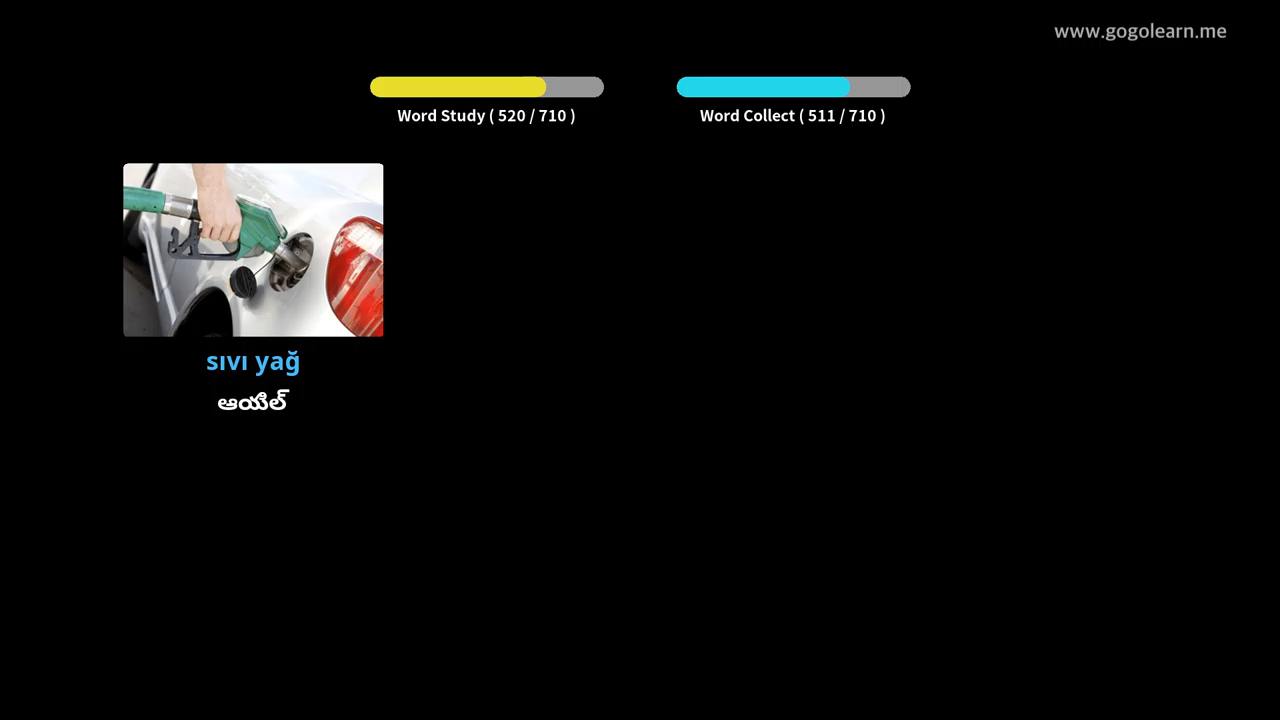 www.gogolearn.me
Word Study ( 520 / 710 )
Word Collect ( 511 / 710 )
sıvı yağ
ఆయిల్